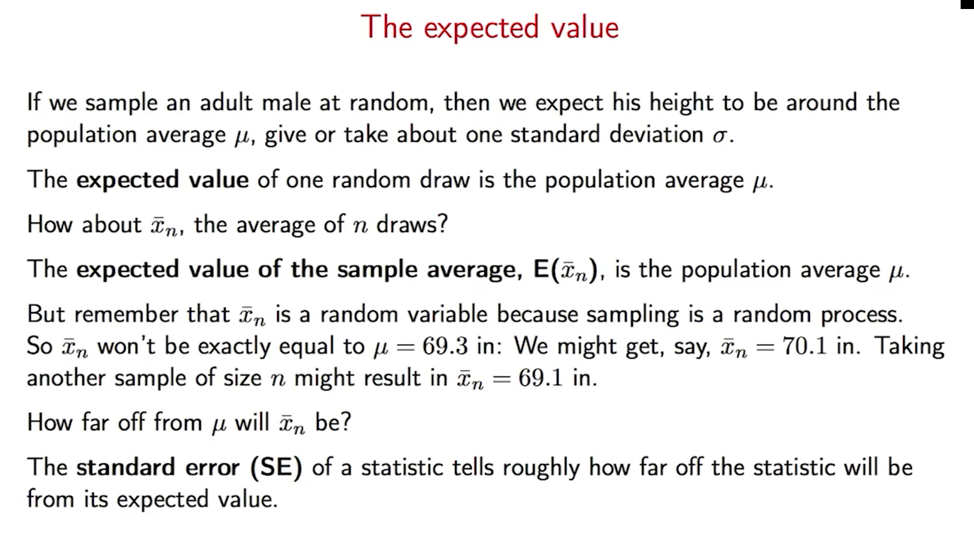 The expected value
If we sample an adult male at random, then we expect his height to be around the
population average μ, give or take about one standard deviation σ.
The expected value of one random draw is the population average μ.
How about x̄ₙ, the average of n draws?
The expected value of the sample average, E(x̄ₙ), is the population average μ.
But remember that x̄ₙ is a random variable because sampling is a random process.
So x̄ₙ won't be exactly equal to μ = 69.3 in: We might get, say, x̄ₙ = 70.1 in. Taking
another sample of size n might result in x̄ₙ = 69.1 in.
How far off from μ will x̄ₙ be?
The standard error (SE) of a statistic tells roughly how far off the statistic will be
from its expected value.